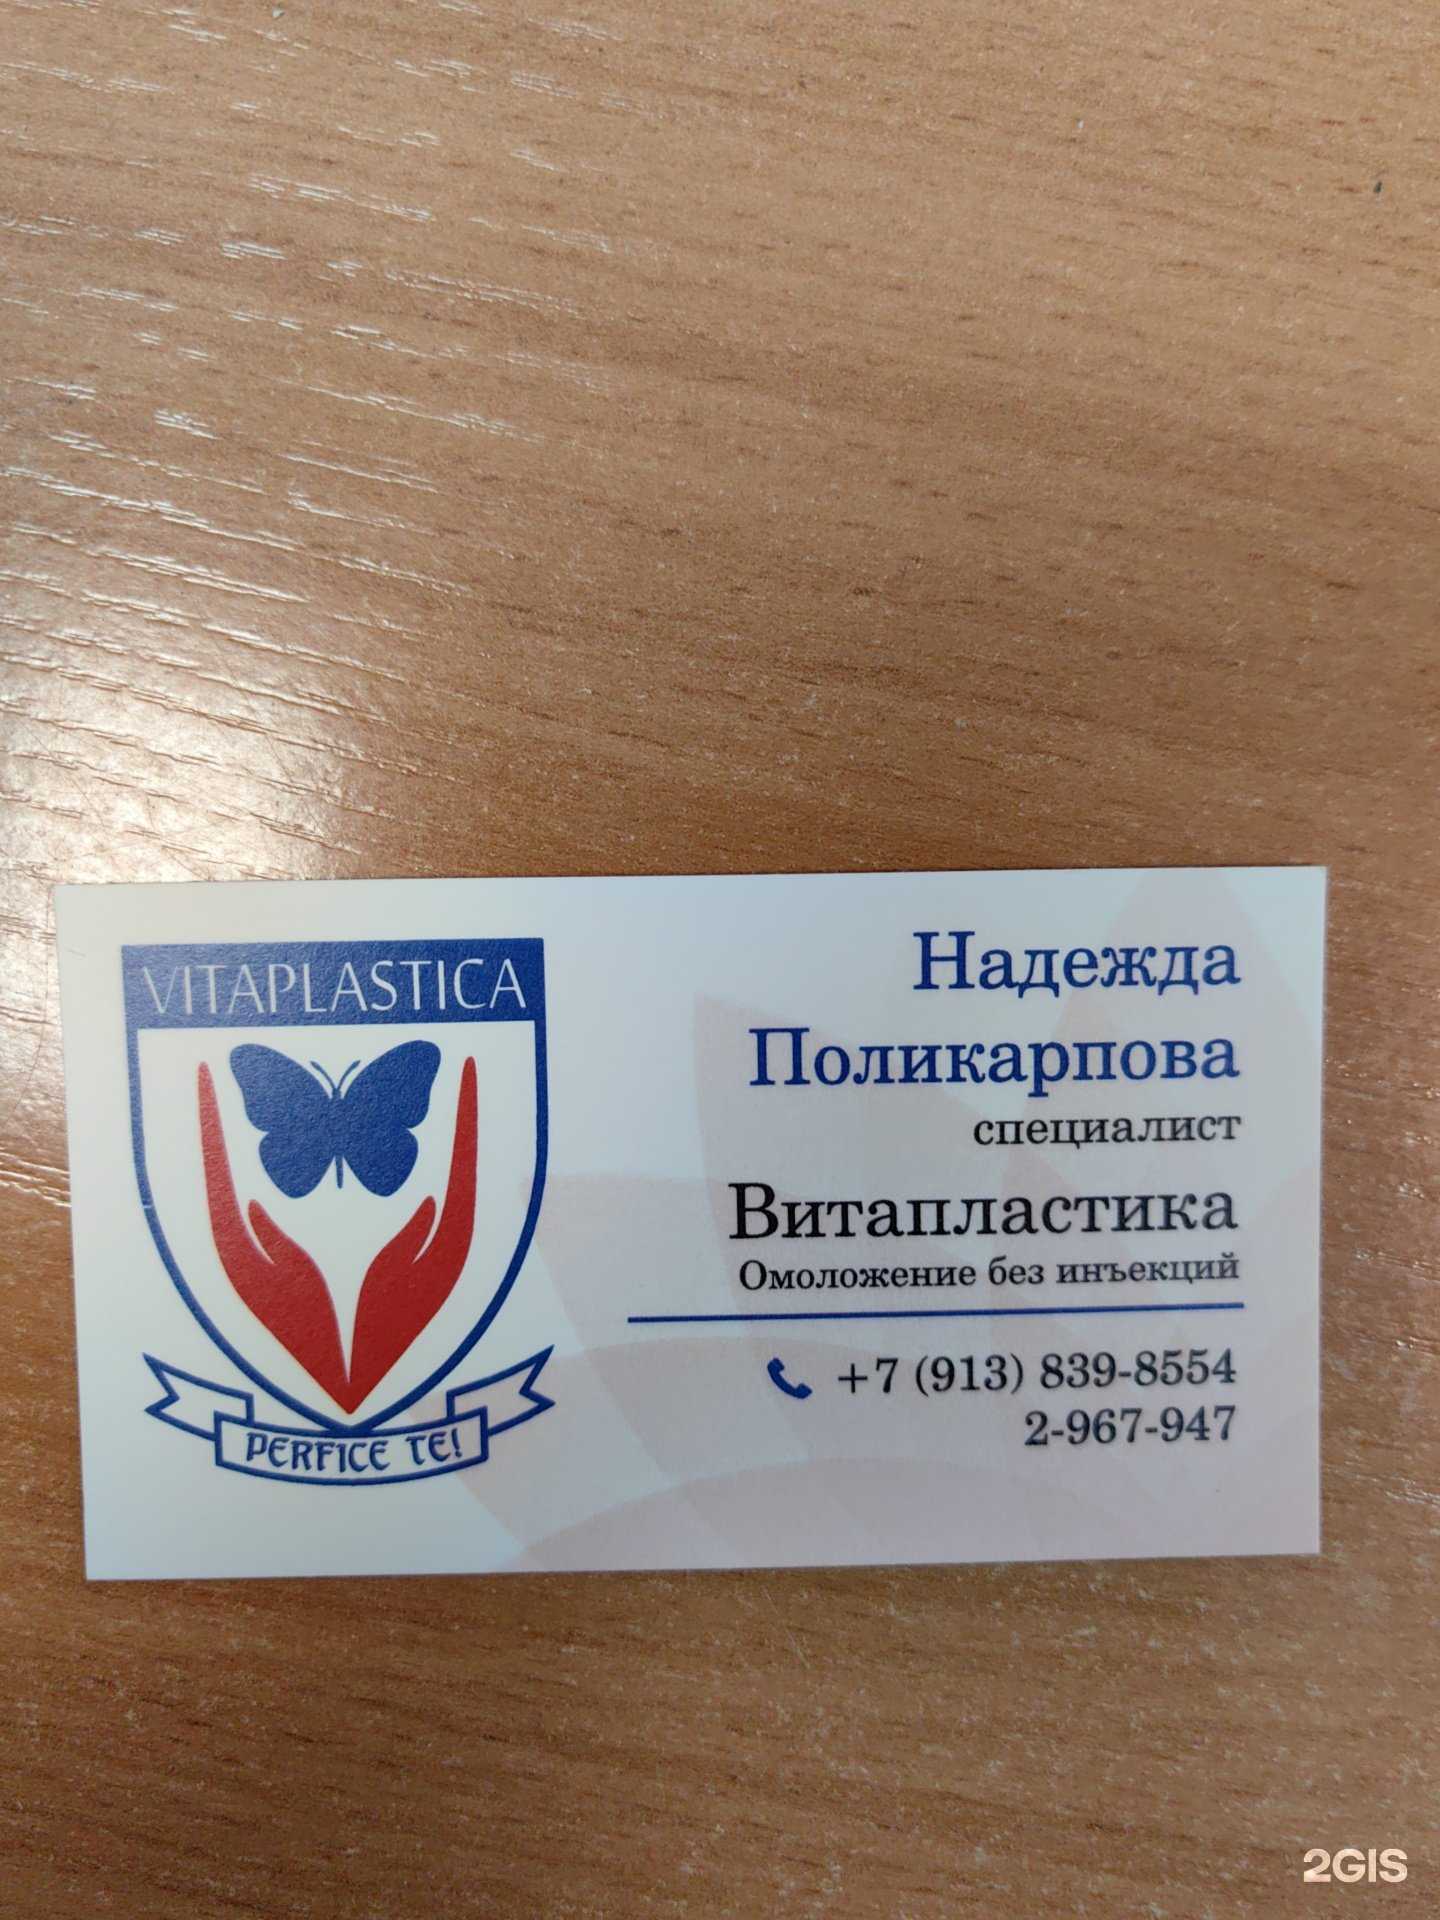 VITAPLASTICA
PERFICE TE!
Надежда
Поликарпова
специалист
Витапластика
Омоложение без инъекций
+7 (913) 839-8554
2-967-947
2GIS